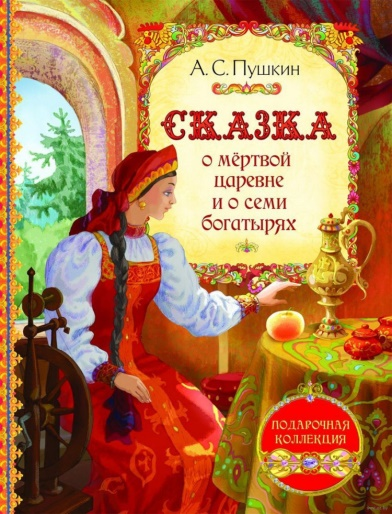 А. С. Пушкин
СКАЗКА
о мёртвой
царевне
и о семи
богатырях
ПОДАРОЧНАЯ
КОЛЛЕКЦИЯ